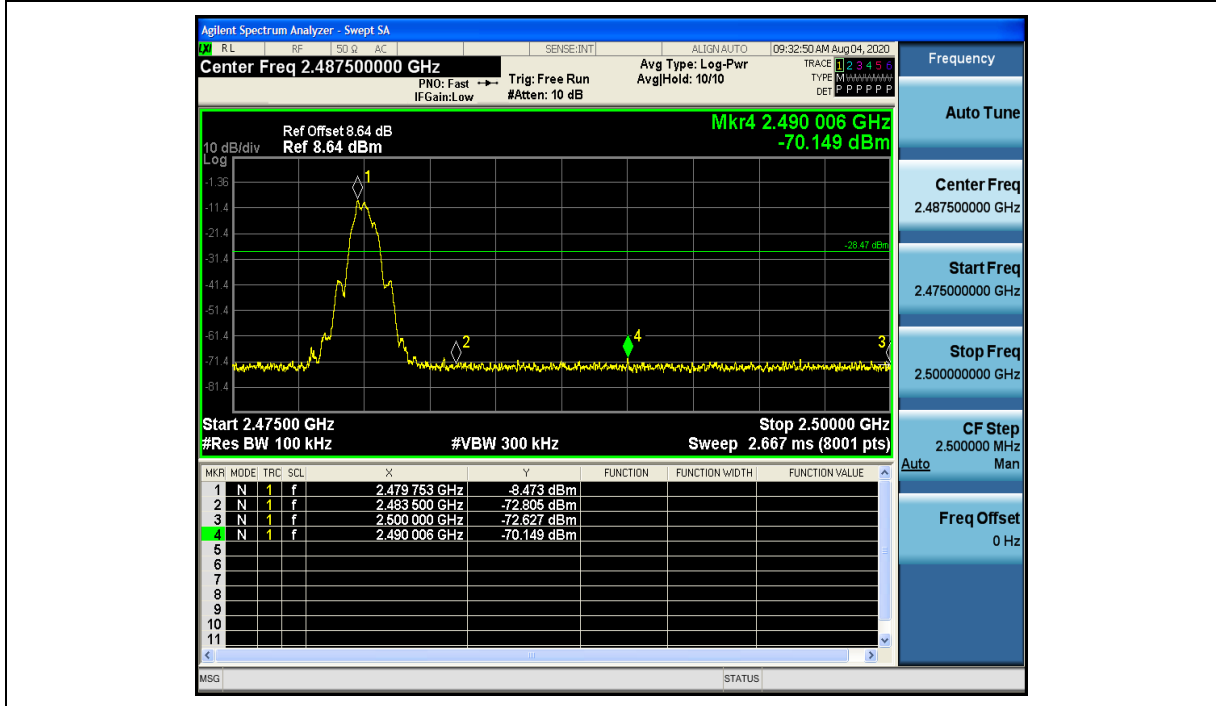 Agilent Spectrum Analyzer - Swept SA
LXI RL RF 50 Ω AC SENSE:INT ALIGN AUTO 09:32:50 AM Aug 04, 2020
Center Freq 2.487500000 GHz
PNO: Fast
IFGain:Low
Trig: Free Run
#Atten: 10 dB
Avg Type: Log-Pwr
Avg|Hold: 10/10
TRACE 1 2 3 4 5 6
TYPE M WWWWW
DET P P P P P P
Ref Offset 8.64 dB
10 dB/div Ref 8.64 dBm
Log
Mkr4 2.490 006 GHz
-70.149 dBm
-1.36
-11.4
-21.4
-31.4
-41.4
-51.4
-61.4
-71.4
-81.4
1
2
4
3
-28.47 dBm
Start 2.47500 GHz Stop 2.50000 GHz
#Res BW 100 kHz #VBW 300 kHz Sweep 2.667 ms (8001 pts)
MKR MODE TRC SCL X Y FUNCTION FUNCTION WIDTH FUNCTION VALUE
1 N 1 f 2.479 753 GHz -8.473 dBm
2 N 1 f 2.483 500 GHz -72.805 dBm
3 N 1 f 2.500 000 GHz -72.627 dBm
4 N 1 f 2.490 006 GHz -70.149 dBm
5
6
7
8
9
10
11
MSG STATUS
Frequency
Auto Tune
Center Freq
2.487500000 GHz
Start Freq
2.475000000 GHz
Stop Freq
2.500000000 GHz
CF Step
2.500000 MHz
Auto Man
Freq Offset
0 Hz